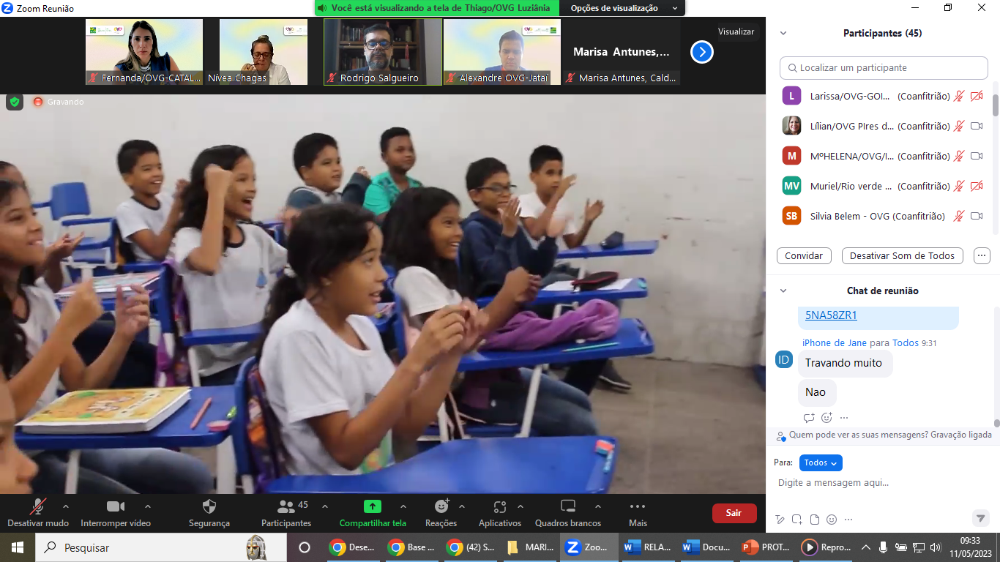 Zoom Reunião
Você está visualizando a tela de Thiago/OVG Luziânia
Opções de visualização
Fernanda/OVG-CATAL...
Nívea Chagas
Rodrigo Salgueiro
Alexandre OVG-Jataí
Marisa Antunes,...
Marisa Antunes, Cald...
Visualizar
Gravando
Participantes (45)
Localizar um participante
L Larissa/OVG-GOI... (Coanfitrião)
Lílian/OVG PIres d... (Coanfitrião)
M MºHELENA/OVG/I... (Coanfitrião)
MV Muriel/Rio verde ... (Coanfitrião)
SB Silvia Belem - OVG (Coanfitrião)
Convidar
Desativar Som de Todos
Chat de reunião
5NA58ZR1
iPhone de Jane para Todos 9:31
ID Travando muito
Nao
Quem pode ver as suas mensagens? Gravação ligada
Para: Todos
Digite a mensagem aqui...
Desativar mudo
Interromper vídeo
Segurança
45
Participantes
Compartilhar tela
Reações
Aplicativos
Quadros brancos
Mais
Sair
Pesquisar
Dese...
Base ...
(42) S...
MARI...
Zoo...
RELA...
Docu...
PROT...
Repro...
09:33
11/05/2023